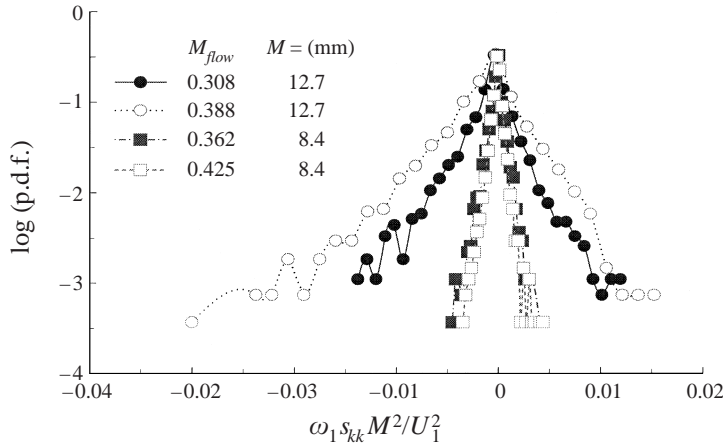 0
−1
−2
−3
−4
log (p.d.f.)
M_flow M = (mm)
0.308 12.7
0.388 12.7
0.362 8.4
0.425 8.4
−0.04 −0.02 −0.03 −0.01 0 0.01 0.02
ω₁s_{kk}M²/U₁²